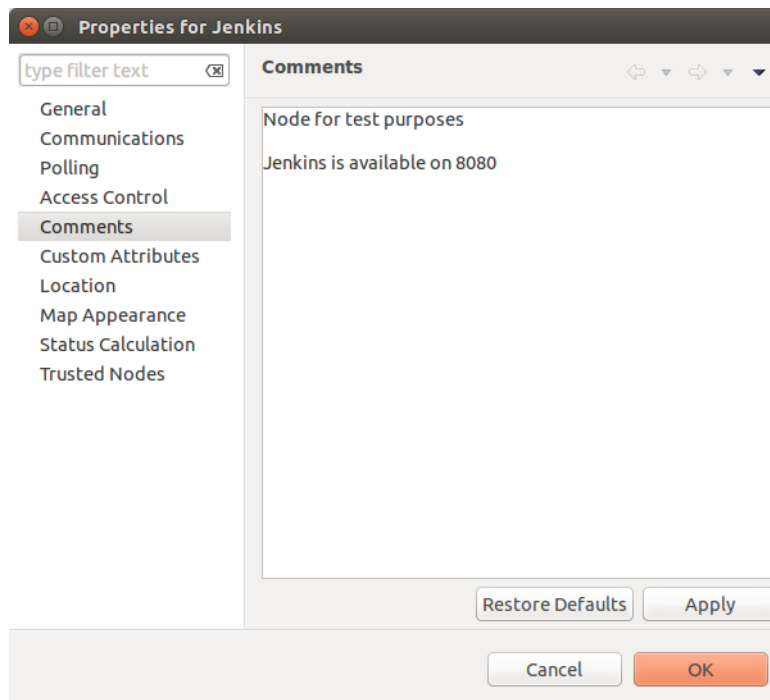 Properties for Jenkins
type filter text
General
Communications
Polling
Access Control
Comments
Custom Attributes
Location
Map Appearance
Status Calculation
Trusted Nodes
Comments
Node for test purposes
Jenkins is available on 8080
Restore Defaults
Apply
Cancel
OK